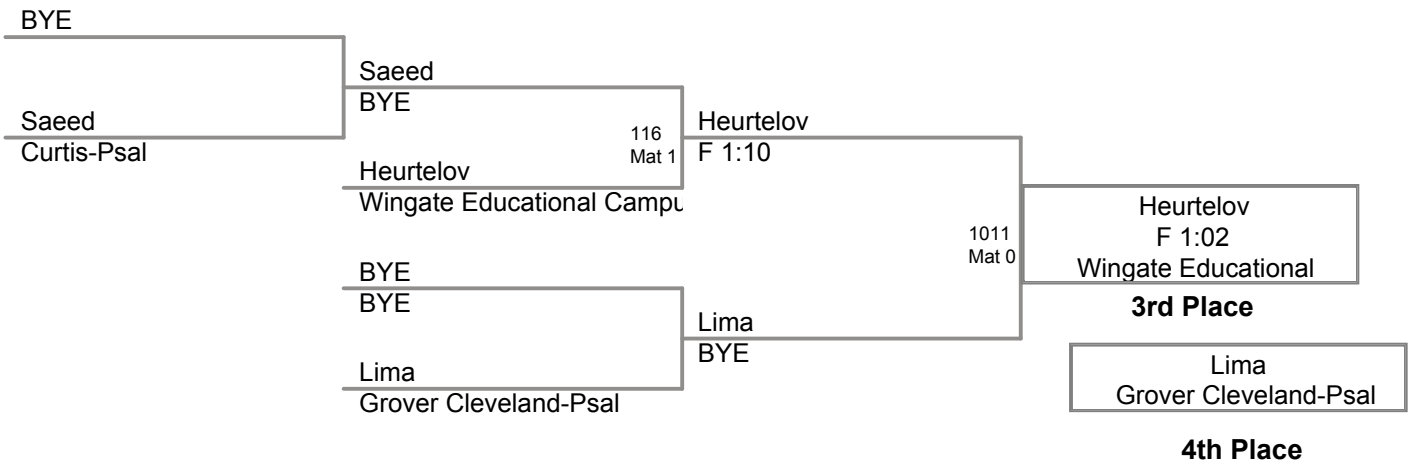 BYE
Saeed
Curtis-Psal
Saeed
BYE
116
Mat 1
Heurtelov
Wingate Educational Campu
BYE
BYE
Lima
Grover Cleveland-Psal
Heurtelov
F 1:10
Lima
BYE
1011
Mat 0
Heurtelov
F 1:02
Wingate Educational
3rd Place
Lima
Grover Cleveland-Psal
4th Place